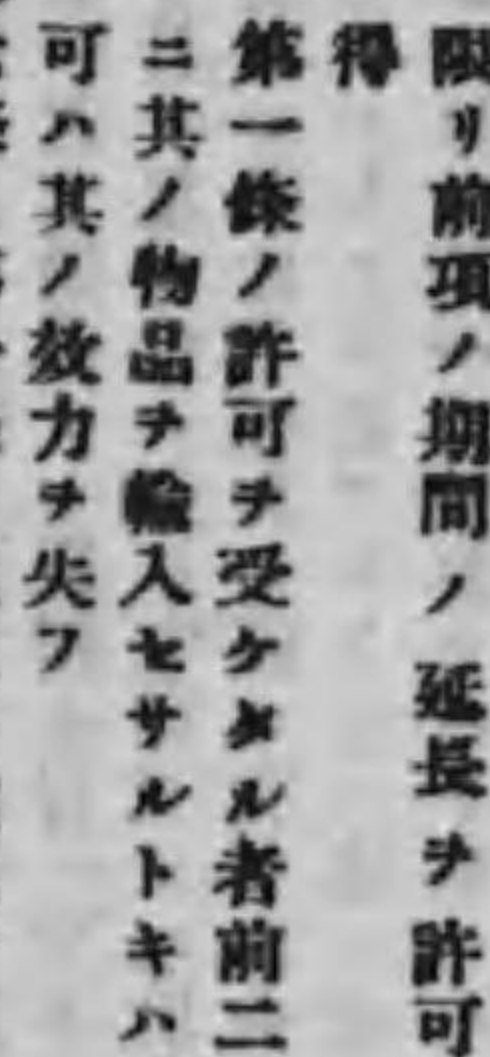 限リ前項ノ期間ノ延長ヲ許可
得
第一條ノ許可ヲ受ケタル者前二
ニ其ノ物品ヲ輸入セサルトキハ
可ハ其ノ效力ヲ失フ